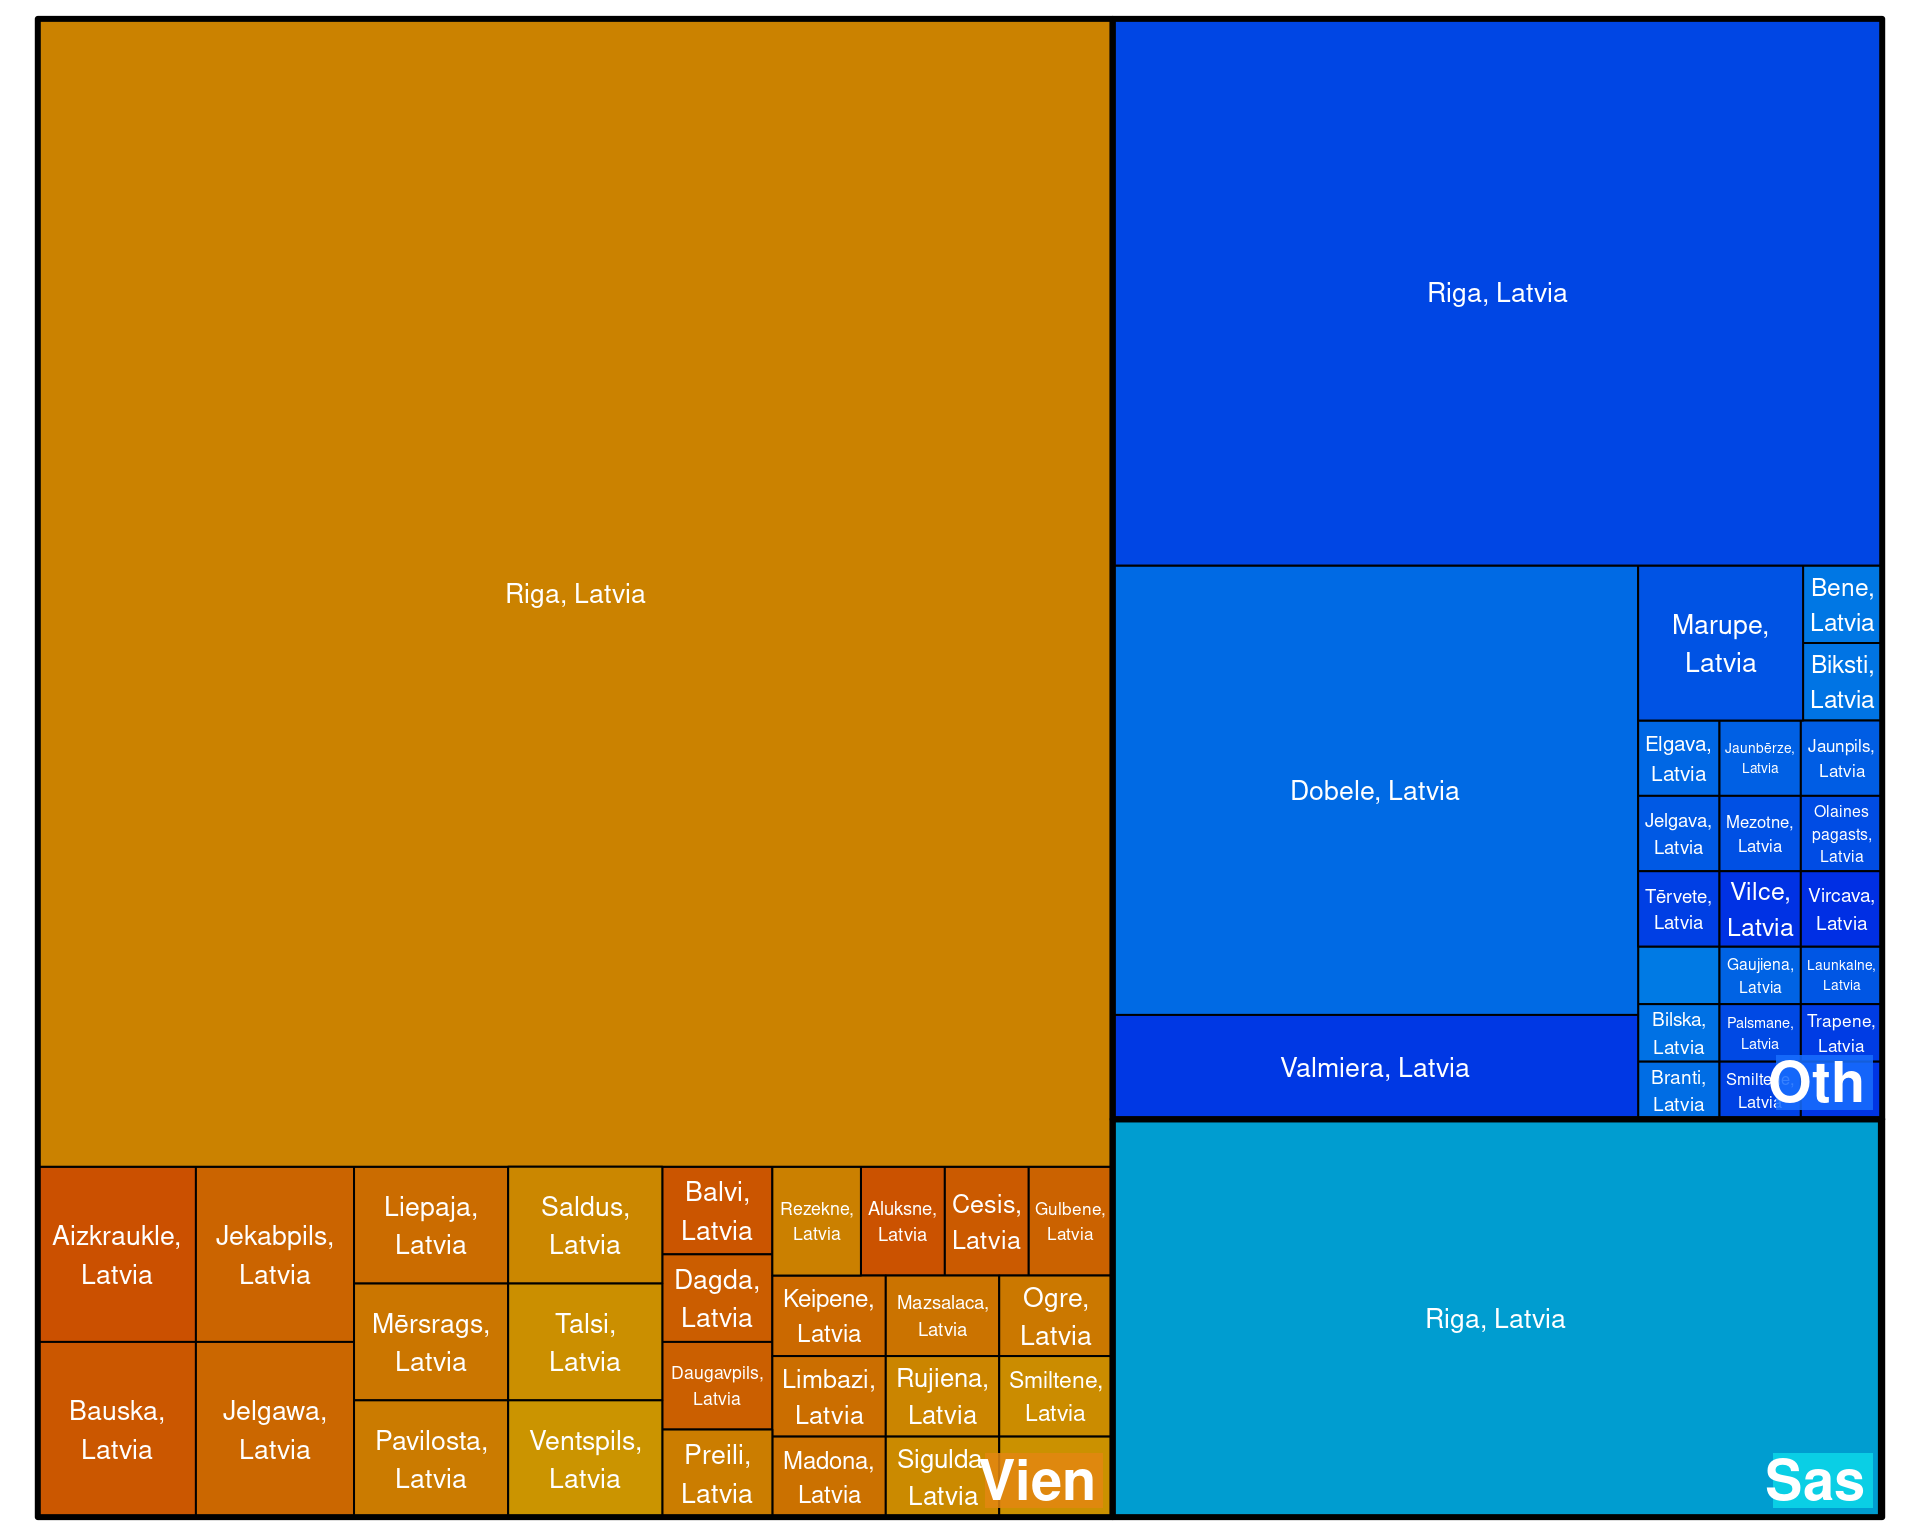 Riga, Latvia
Aizkraukle,
Latvia
Bauska,
Latvia
Jekabpils,
Latvia
Jelgawa,
Latvia
Liepaja,
Latvia
Mērsrags,
Latvia
Pavilosta,
Latvia
Saldus,
Latvia
Talsi,
Latvia
Ventspils,
Latvia
Balvi,
Latvia
Dagda,
Latvia
Daugavpils,
Latvia
Preili,
Latvia
Rezekne,
Latvia
Aluksne,
Latvia
Cesis,
Latvia
Gulbene,
Latvia
Keipene,
Latvia
Mazsalaca,
Latvia
Ogre,
Latvia
Limbazi,
Latvia
Rujiena,
Latvia
Smiltene,
Latvia
Madona,
Latvia
Sigulda,
Latvia
Vien
Riga, Latvia
Dobele, Latvia
Valmiera, Latvia
Marupe,
Latvia
Bene,
Latvia
Biksti,
Latvia
Elgava,
Latvia
Jaunbērze,
Latvia
Jaunpils,
Latvia
Jelgava,
Latvia
Mezotne,
Latvia
Olaines
pagasts,
Latvia
Tērvete,
Latvia
Vilce,
Latvia
Vircava,
Latvia
Gaujiena,
Latvia
Launkalne,
Latvia
Bilska,
Latvia
Palsmane,
Latvia
Trapene,
Latvia
Branti,
Latvia
Smiltene,
Latvia
Oth
Riga, Latvia
Sas